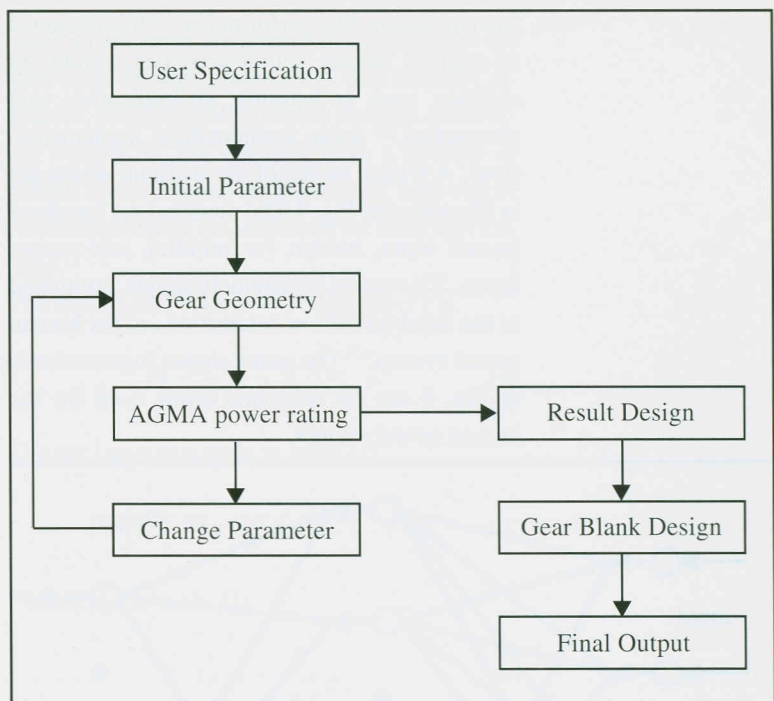 User Specification
Initial Parameter
Gear Geometry
AGMA power rating
Result Design
Change Parameter
Gear Blank Design
Final Output